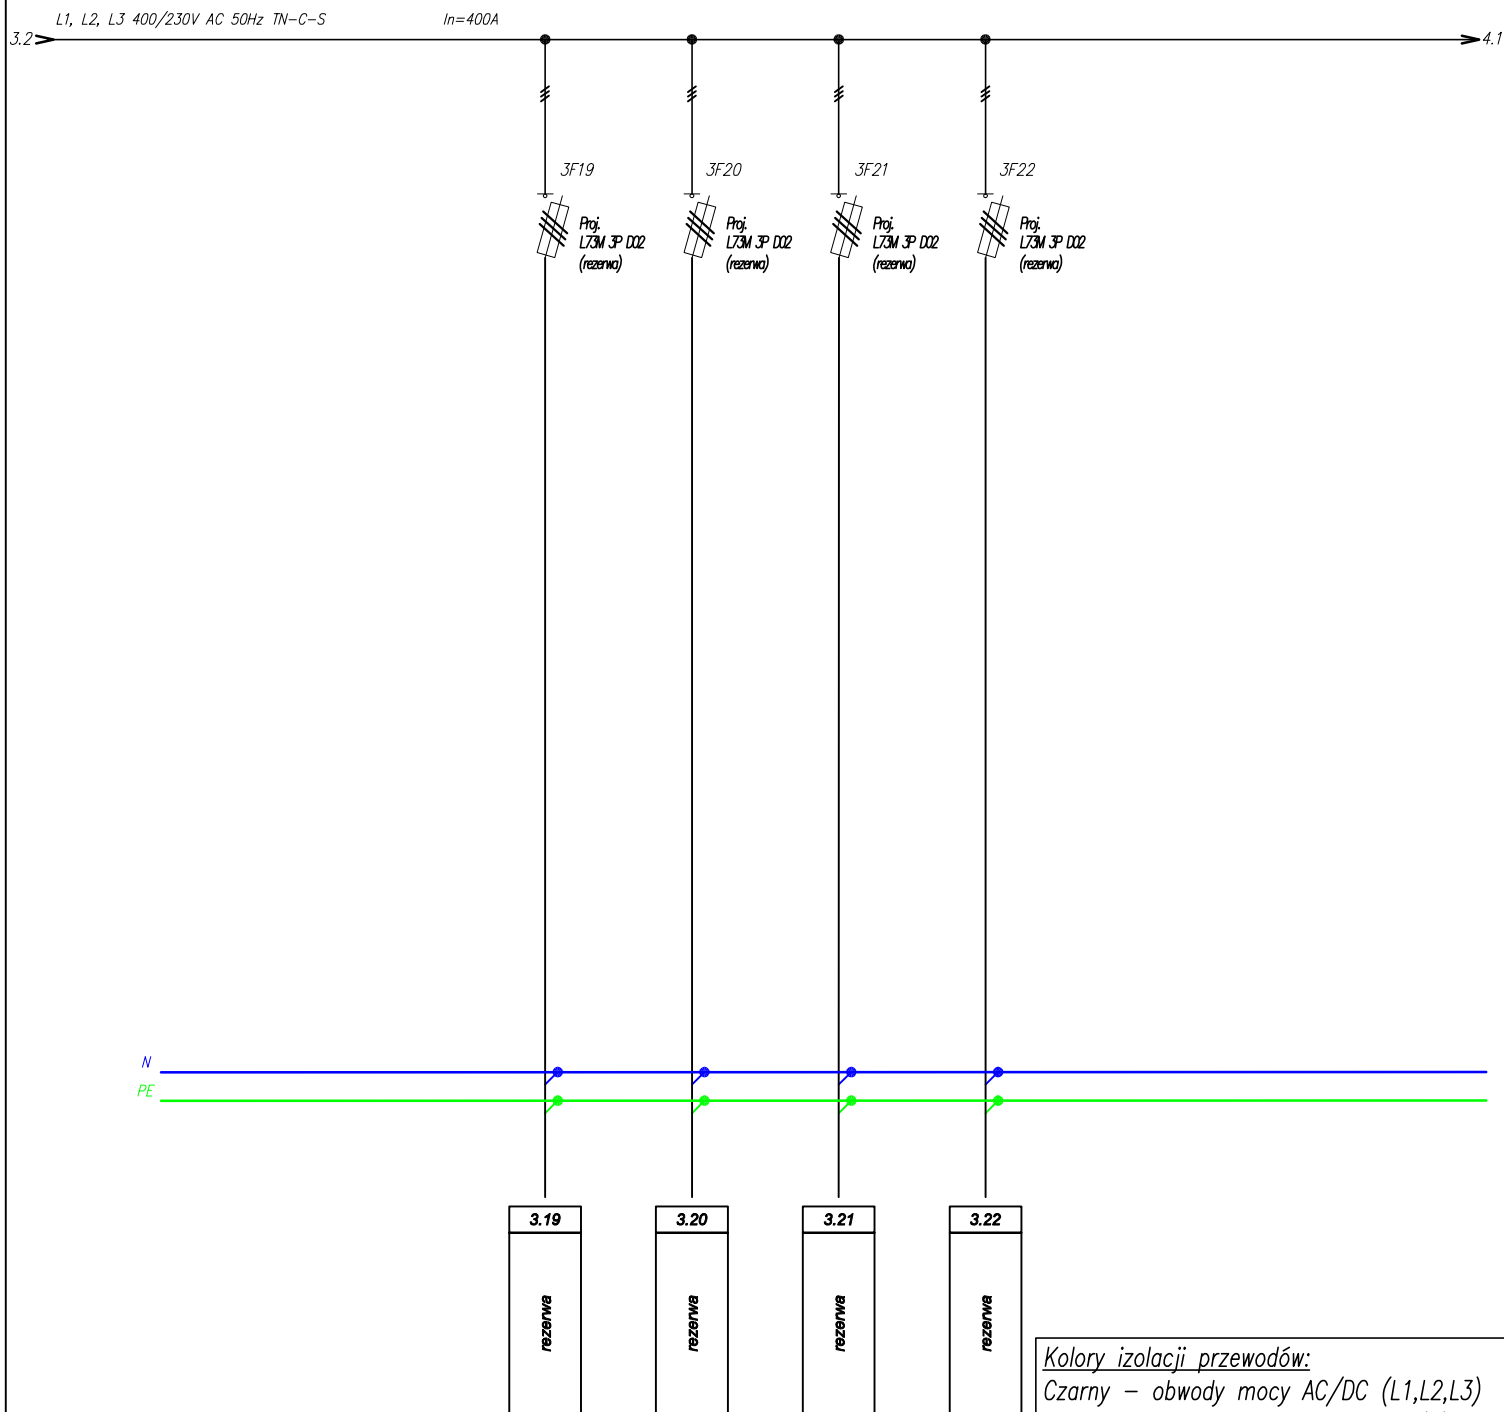 L1, L2, L3 400/230V AC 50Hz TN-C-S
In=400A
3.2
4.1
3F19
3F20
3F21
3F22
Proj.
L73M 3P D02
(rezerwa)
Proj.
L73M 3P D02
(rezerwa)
Proj.
L73M 3P D02
(rezerwa)
Proj.
L73M 3P D02
(rezerwa)
N
PE
3.19
3.20
3.21
3.22
rezerwa
rezerwa
rezerwa
rezerwa
Kolory izolacji przewodów:
Czarny – obwody mocy AC/DC (L1,L2,L3)